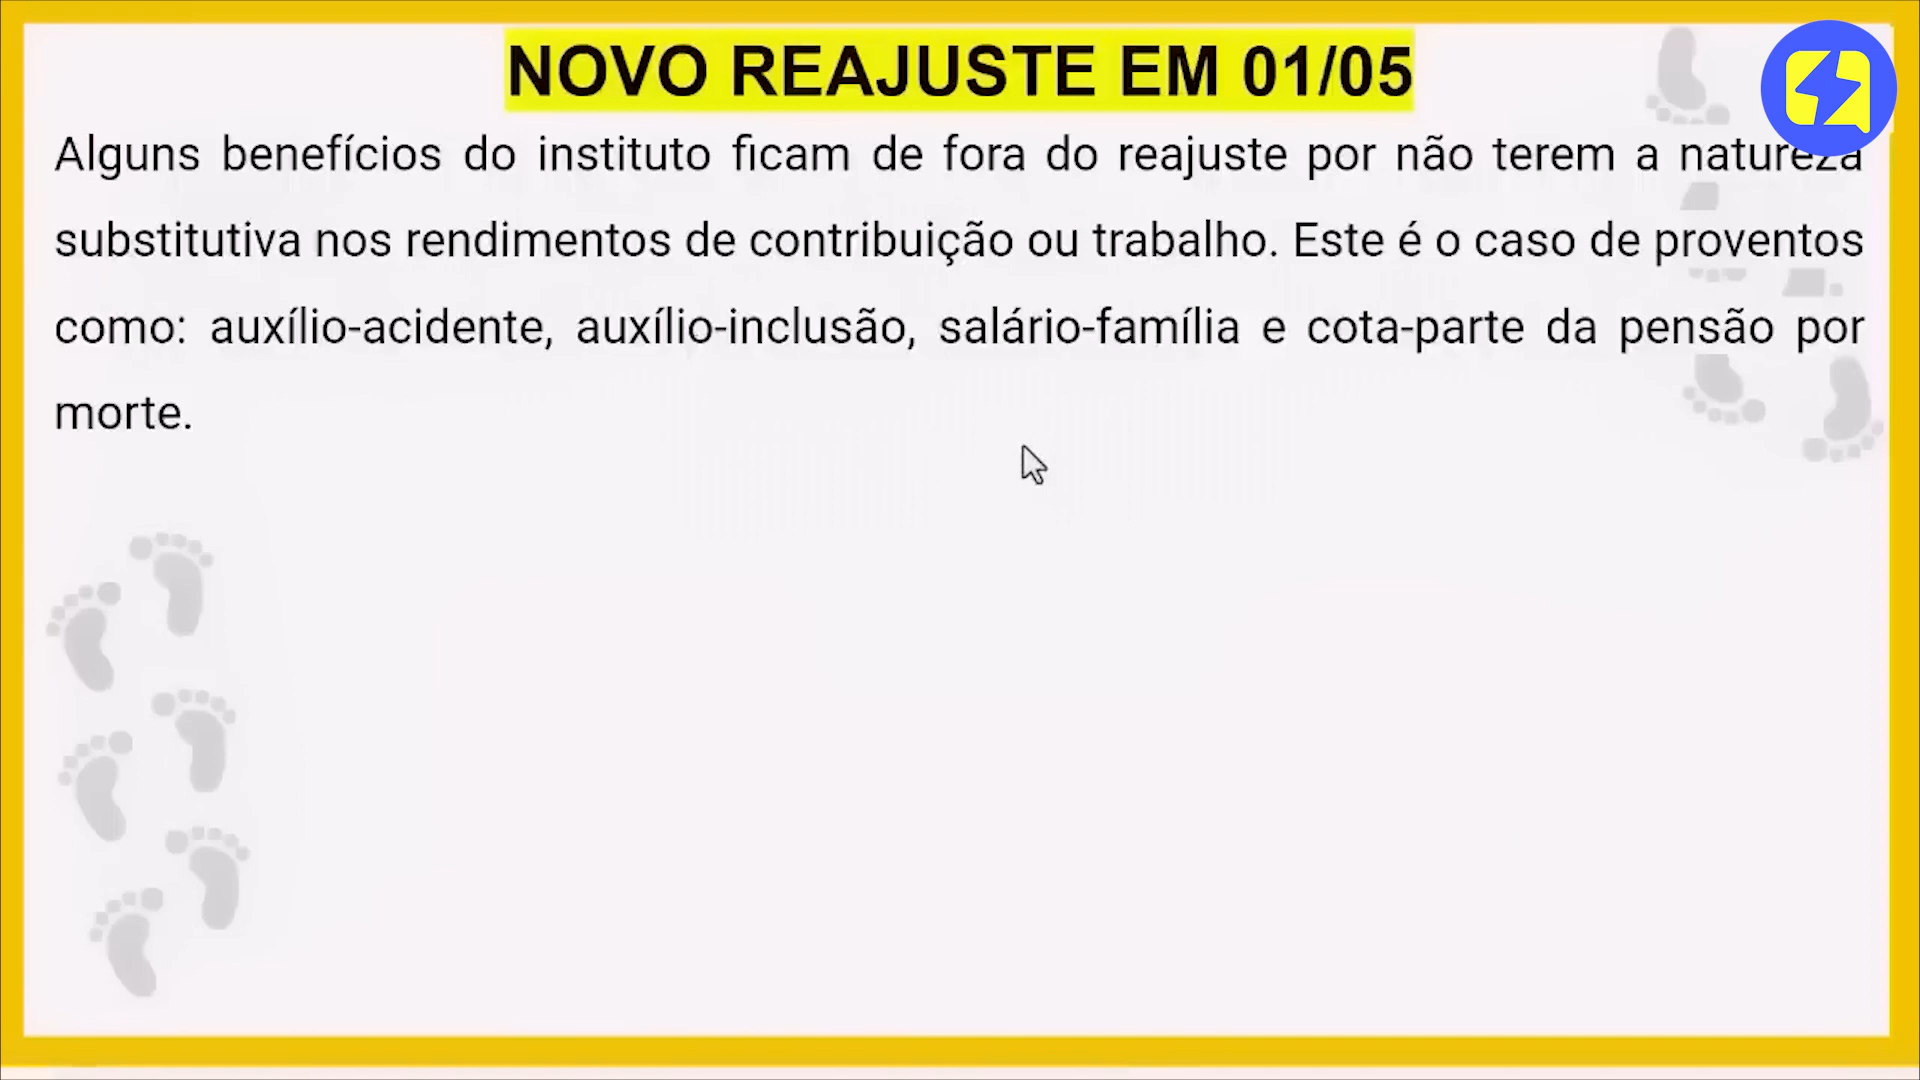 NOVO REAJUSTE EM 01/05
Alguns benefícios do instituto ficam de fora do reajuste por não terem a natureza
substitutiva nos rendimentos de contribuição ou trabalho. Este é o caso de proventos
como: auxílio-acidente, auxílio-inclusão, salário-família e cota-parte da pensão por
morte.